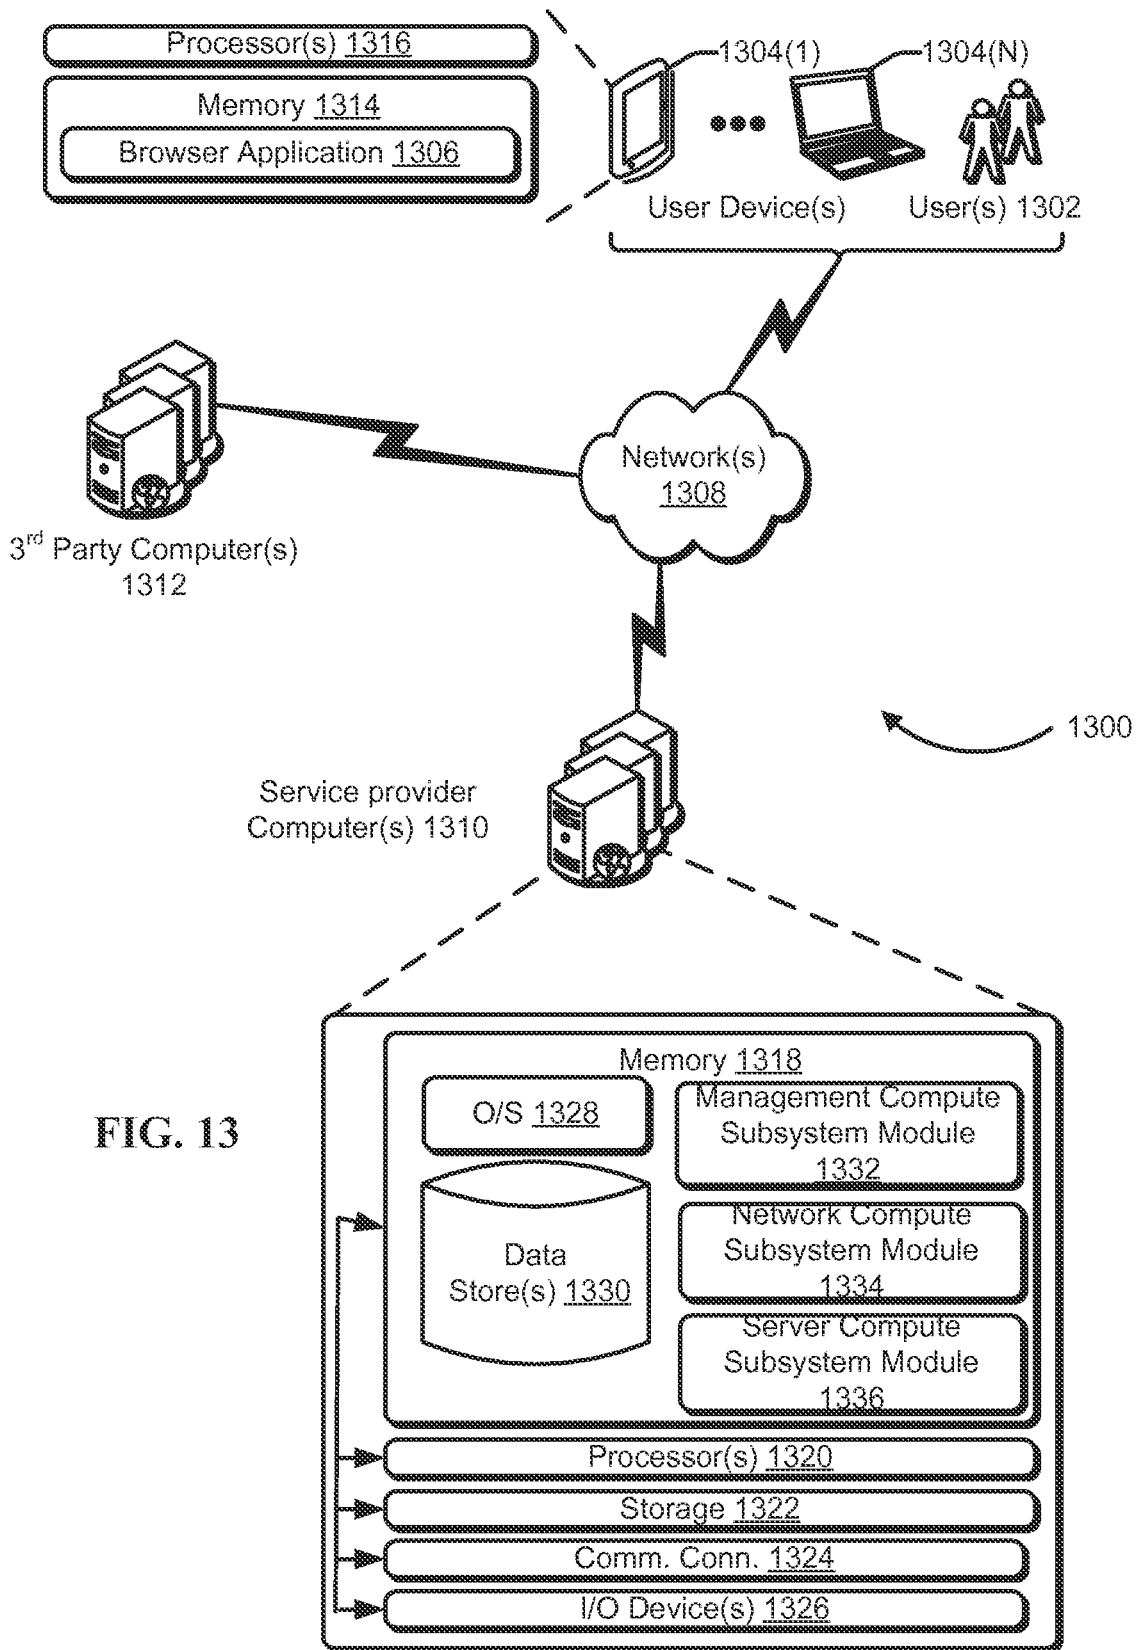 Processor(s) 1316
Memory 1314
Browser Application 1306
1304(1)
1304(N)
User Device(s)
User(s) 1302
Network(s)
1308
3rd Party Computer(s)
1312
1300
Service provider
Computer(s) 1310
FIG. 13
Memory 1318
O/S 1328
Data
Store(s) 1330
Management Compute
Subsystem Module
1332
Network Compute
Subsystem Module
1334
Server Compute
Subsystem Module
1336
Processor(s) 1320
Storage 1322
Comm. Conn. 1324
I/O Device(s) 1326